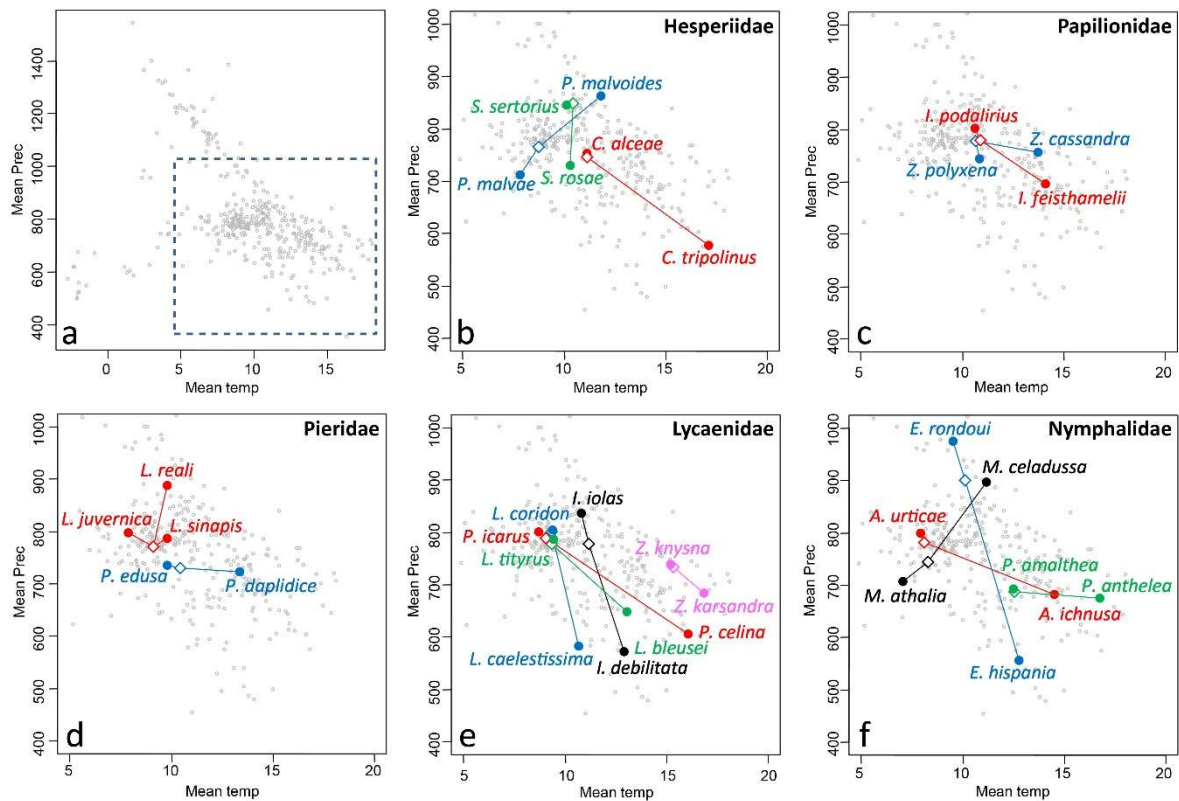 Mean Prec
1400
1200
1000
800
600
400
a
0
5
10
15
Mean temp
Hesperiidae
Mean Prec
1000
900
800
700
600
500
400
P. malvoides
S. sertorius
C. alceae
P. malvae
S. rosae
C. tripolinus
b
5
10
15
20
Mean temp
Papilionidae
Mean Prec
1000
900
800
700
600
500
400
I. podalirius
Z. cassandra
Z. polyxena
I. feisthamelii
c
5
10
15
20
Mean temp
Pieridae
Mean Prec
1000
900
800
700
600
500
400
L. reali
L. juvernica
L. sinapis
P. edusa
P. daplidice
d
5
10
15
20
Mean temp
Lycaenidae
Mean Prec
1000
900
800
700
600
500
400
I. iolas
L. coridon
P. icarus
Z. knysna
L. tityrus
Z. karsandra
P. celina
L. bleusei
L. caelestissima
I. debilitata
e
5
10
15
20
Mean temp
Nymphalidae
Mean Prec
1000
900
800
700
600
500
400
E. rondoui
M. celadussa
A. urticae
P. amalthea
P. anthelea
M. athalia
A. ichnusa
E. hispania
f
5
10
15
20
Mean temp